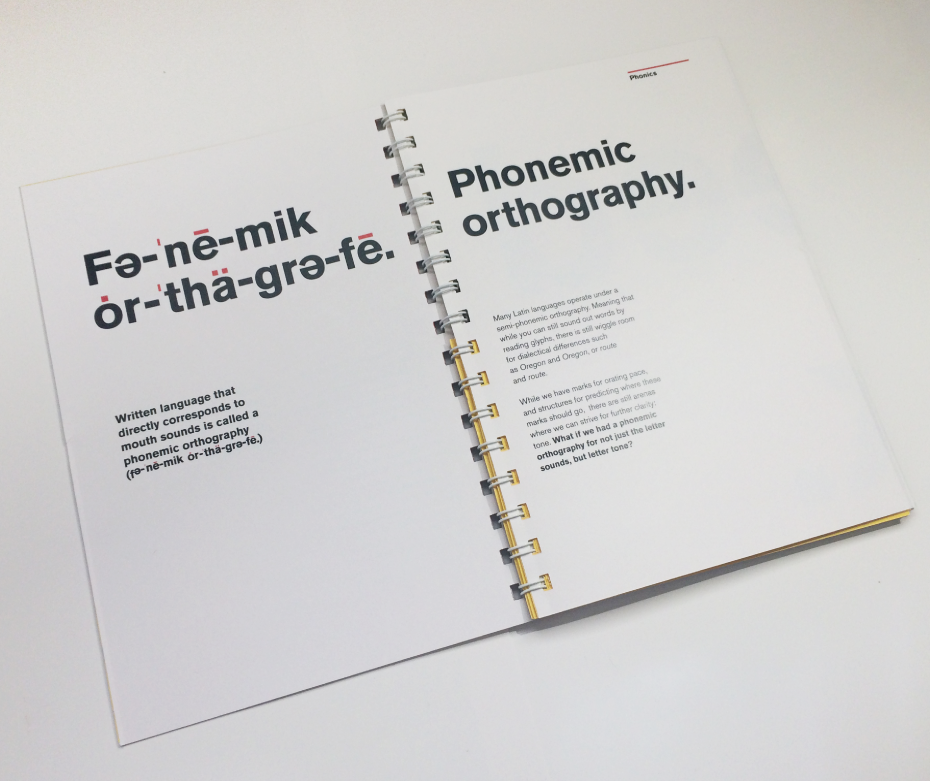 Fə-ˈnē-mik
ȯr-ˈthä-grə-fē.
Written language that
directly corresponds to
mouth sounds is called a
phonemic orthography
(fə-nē-mik ȯr-thä-grə-fē.)
Phonics
Phonemic
orthography.
Many Latin languages operate under a
semi-phonemic orthography. Meaning that
while you can still sound out words by
reading glyphs, there is still wiggle room
for dialectical differences such
as Oregon and Oregon, or route
and route.
While we have marks for orating pace,
and structures for predicting where these
marks should go, there are still arenas
where we can strive for further clarity:
tone. What if we had a phonemic
orthography for not just the letter
sounds, but letter tone?